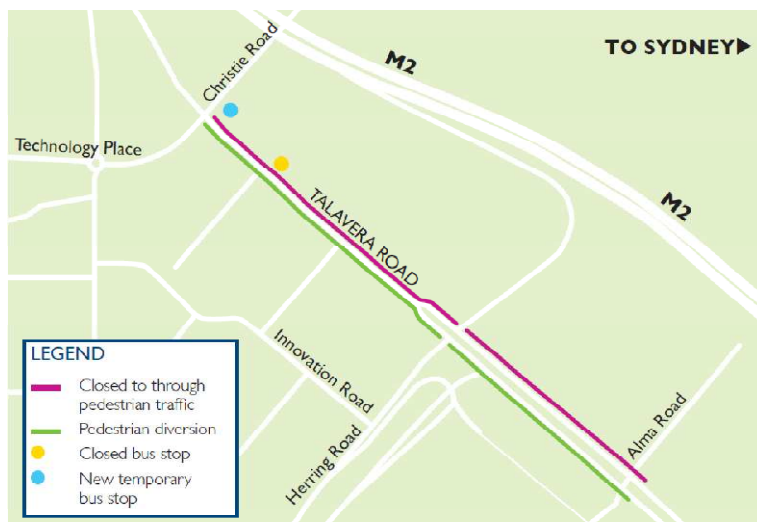 TO SYDNEY
M2
Christie Road
Technology Place
M2
TALAVERA ROAD
Innovation Road
Herring Road
Alma Road
LEGEND
Closed to through
pedestrian traffic
Pedestrian diversion
Closed bus stop
New temporary
bus stop